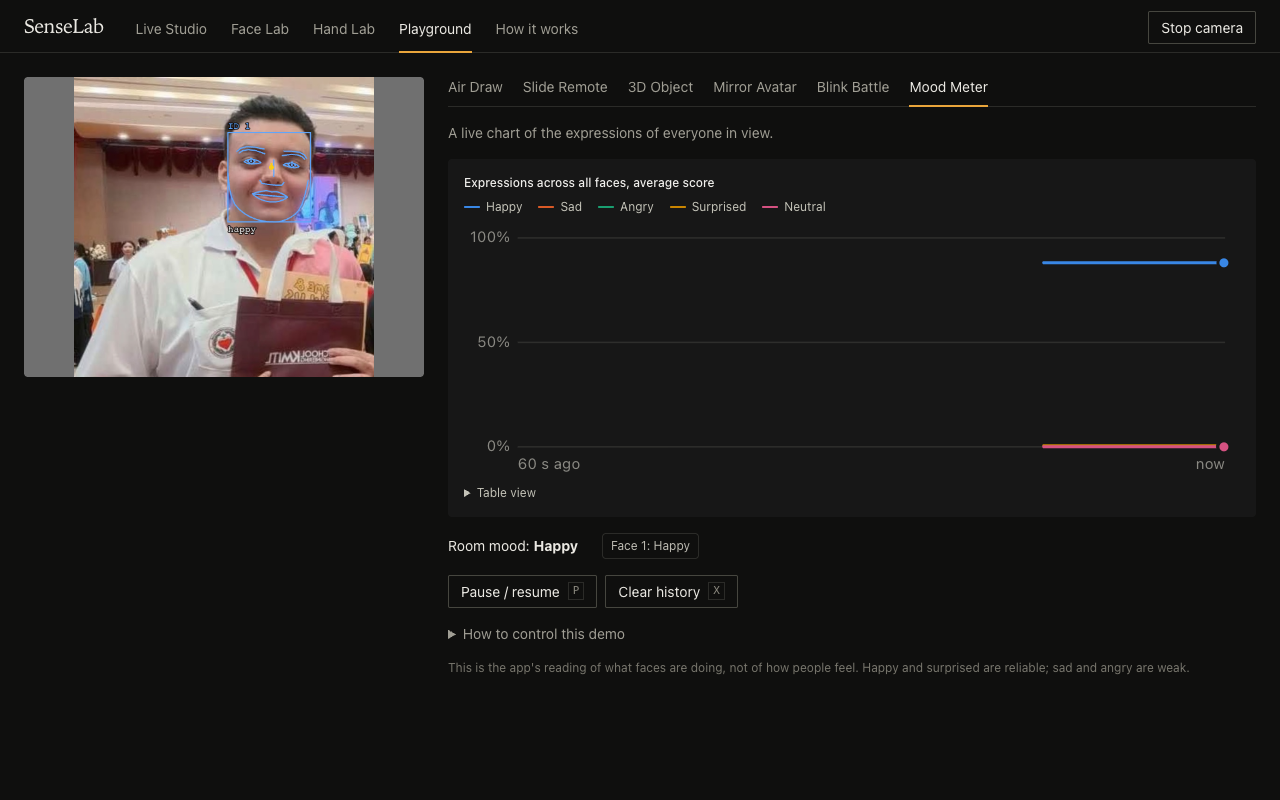 SenseLab
Live Studio
Face Lab
Hand Lab
Playground
How it works
Stop camera
ID 1
happy
Air Draw
Slide Remote
3D Object
Mirror Avatar
Blink Battle
Mood Meter
A live chart of the expressions of everyone in view.
Expressions across all faces, average score
Happy
Sad
Angry
Surprised
Neutral
100%
50%
0%
60 s ago
now
Table view
Room mood: Happy
Face 1: Happy
Pause / resume P
Clear history X
How to control this demo
This is the app's reading of what faces are doing, not of how people feel. Happy and surprised are reliable; sad and angry are weak.